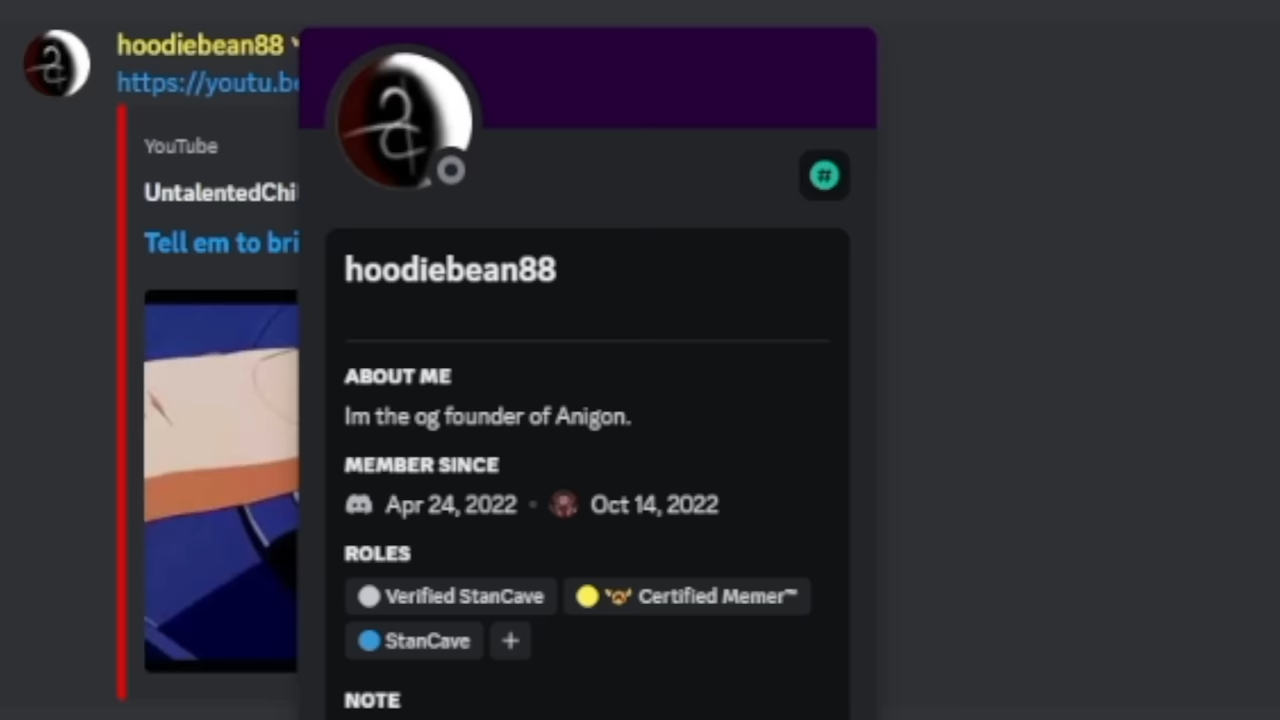 hoodiebean88
https://youtu.be
YouTube
UntalentedChi
Tell em to bri
#
hoodiebean88
ABOUT ME
Im the og founder of Anigon.
MEMBER SINCE
Apr 24, 2022 • Oct 14, 2022
ROLES
Verified StanCave Certified Memer™
StanCave +
NOTE